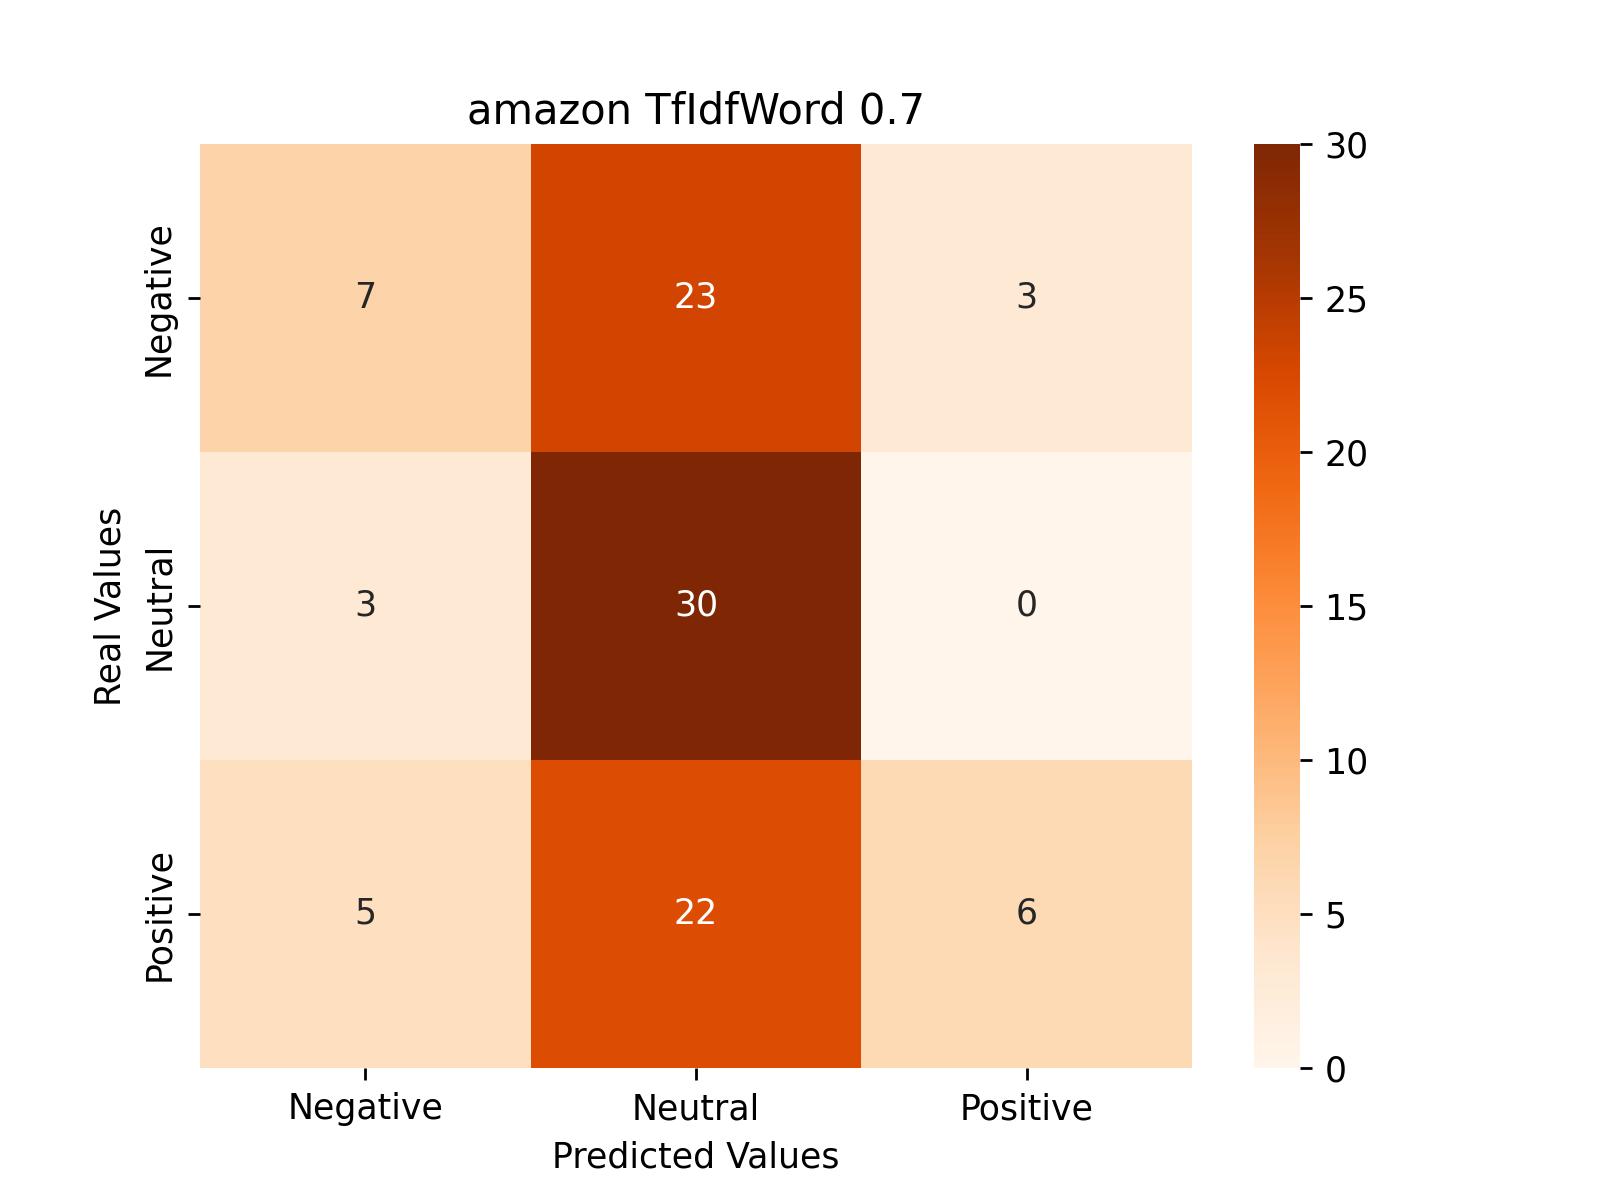 amazon TfIdfWord 0.7
Real Values
Negative
7 23 3
Neutral
3 30 0
Positive
5 22 6
Negative Neutral Positive
Predicted Values
30
25
20
15
10
5
0